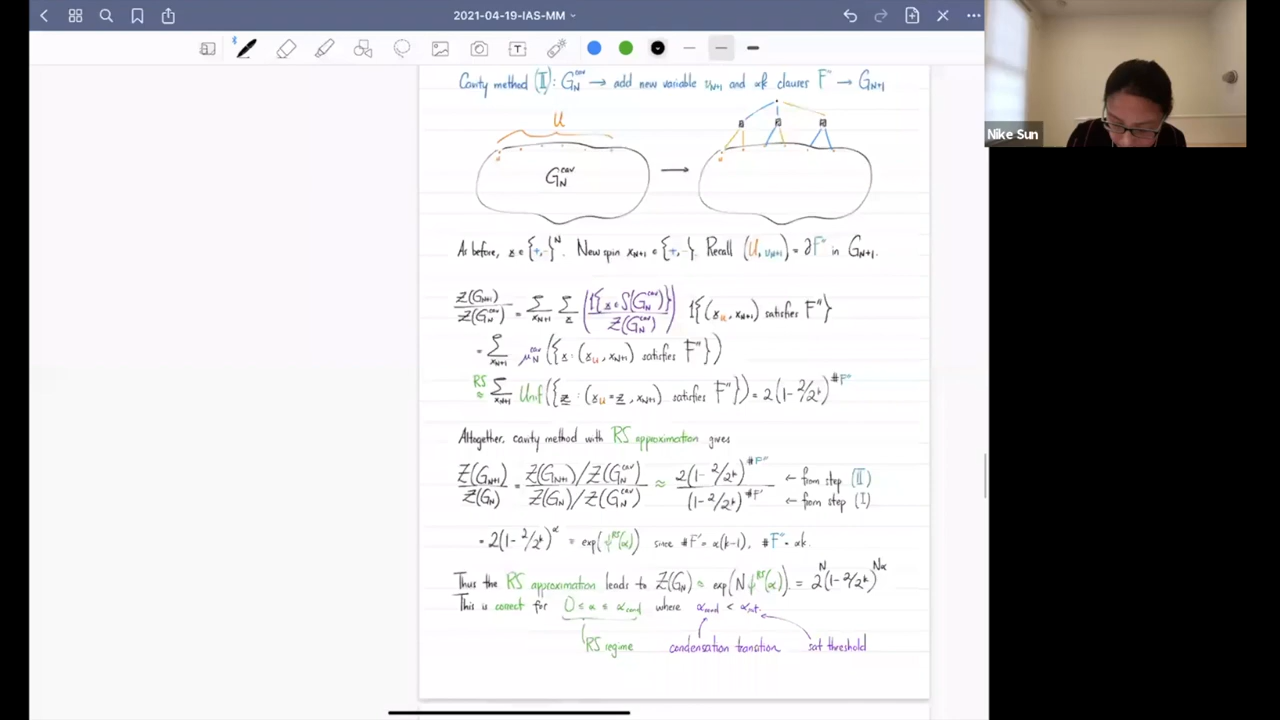 2021-04-19-IAS-MM
Nike Sun
Cavity method (II): G_N^cav → add new variable v_{N+1} and αk clauses F'' → G_{N+1}
U
G_N^cav →
As before, x ∈ {+,-}^N. New spin x_{N+1} ∈ {+,-}. Recall (U, v_{N+1}) = ∂F'' in G_{N+1}.
Z(G_{N+1})/Z(G_N^cav) = Σ_{x_{N+1}} Σ_x (1{x ∈ S(G_N^cav)}/Z(G_N^cav)) 1{(x_U, x_{N+1}) satisfies F''}
= Σ_{x_{N+1}} μ_N^cav({x : (x_U, x_{N+1}) satisfies F''})
RS ≈ Σ_{x_{N+1}} Unif({z : (x_U = z, x_{N+1}) satisfies F''}) = 2(1-2/2^k)^{#F''}
Altogether, cavity method with RS approximation gives
Z(G_{N+1})/Z(G_N) = (Z(G_{N+1})/Z(G_N^cav))/(Z(G_N)/Z(G_N^cav)) ≈ 2(1-2/2^k)^{#F''}/(1-2/2^k)^{#F'} ← from step (II) ← from step (I)
= 2(1-2/2^k)^α = exp(ψ^RS(α)) since #F' = α(k-1), #F'' = αk.
Thus the RS approximation leads to Z(G_N) ≈ exp(N ψ^RS(α)). = 2^N(1-2/2^k)^{Nα}
This is correct for 0 ≤ α ≤ α_cond where α_cond < α_sat.
RS regime condensation transition sat threshold